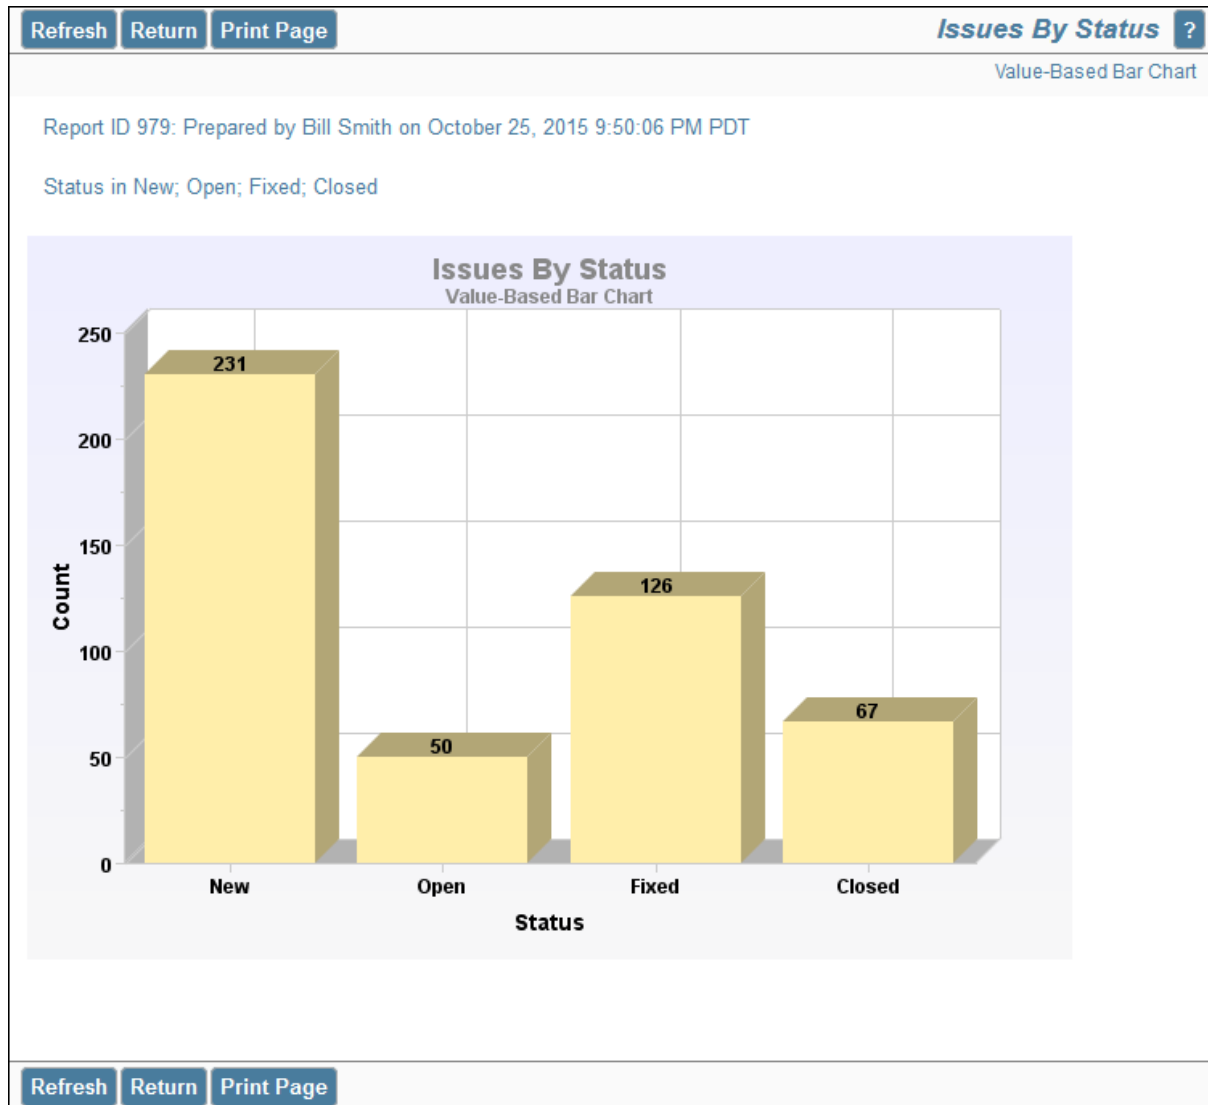 Refresh Return Print Page Issues By Status ?
Value-Based Bar Chart
Report ID 979: Prepared by Bill Smith on October 25, 2015 9:50:06 PM PDT
Status in New; Open; Fixed; Closed
Issues By Status
Value-Based Bar Chart
250
200
150
100
50
0
Count
231
50
126
67
New Open Fixed Closed
Status
Refresh Return Print Page